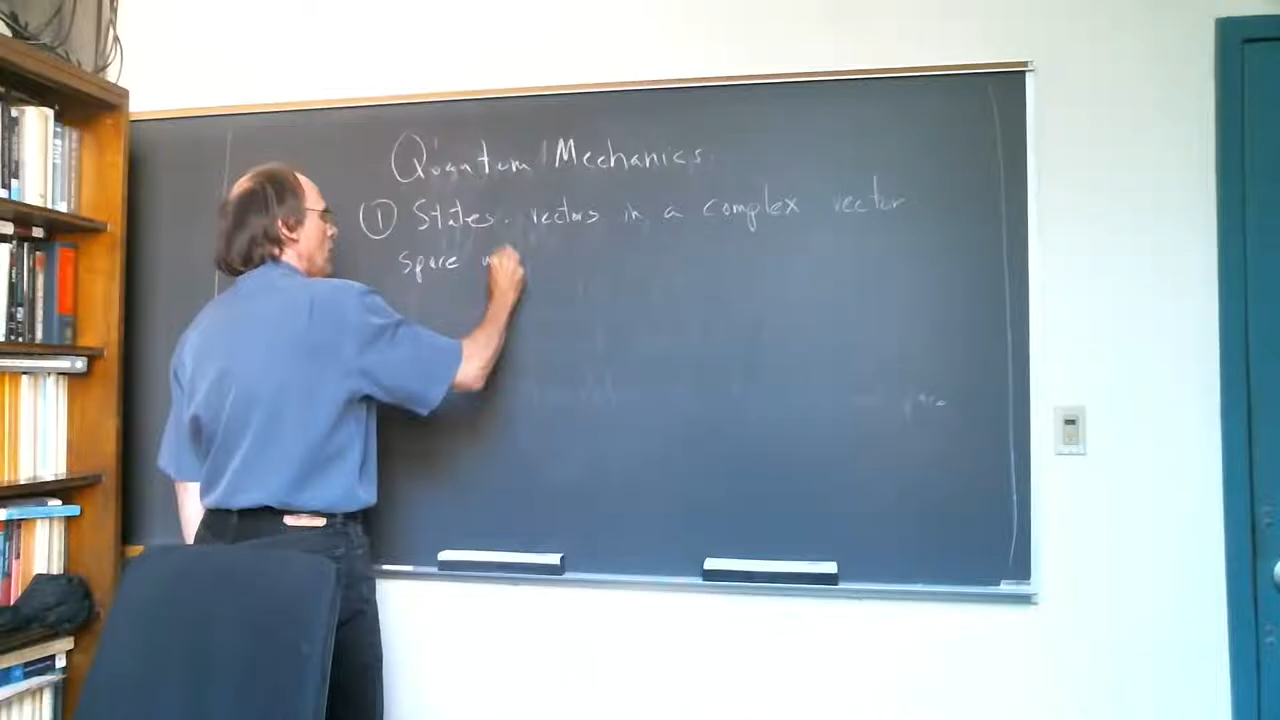 Quantum Mechanics
① States. vectors in a complex vector
space